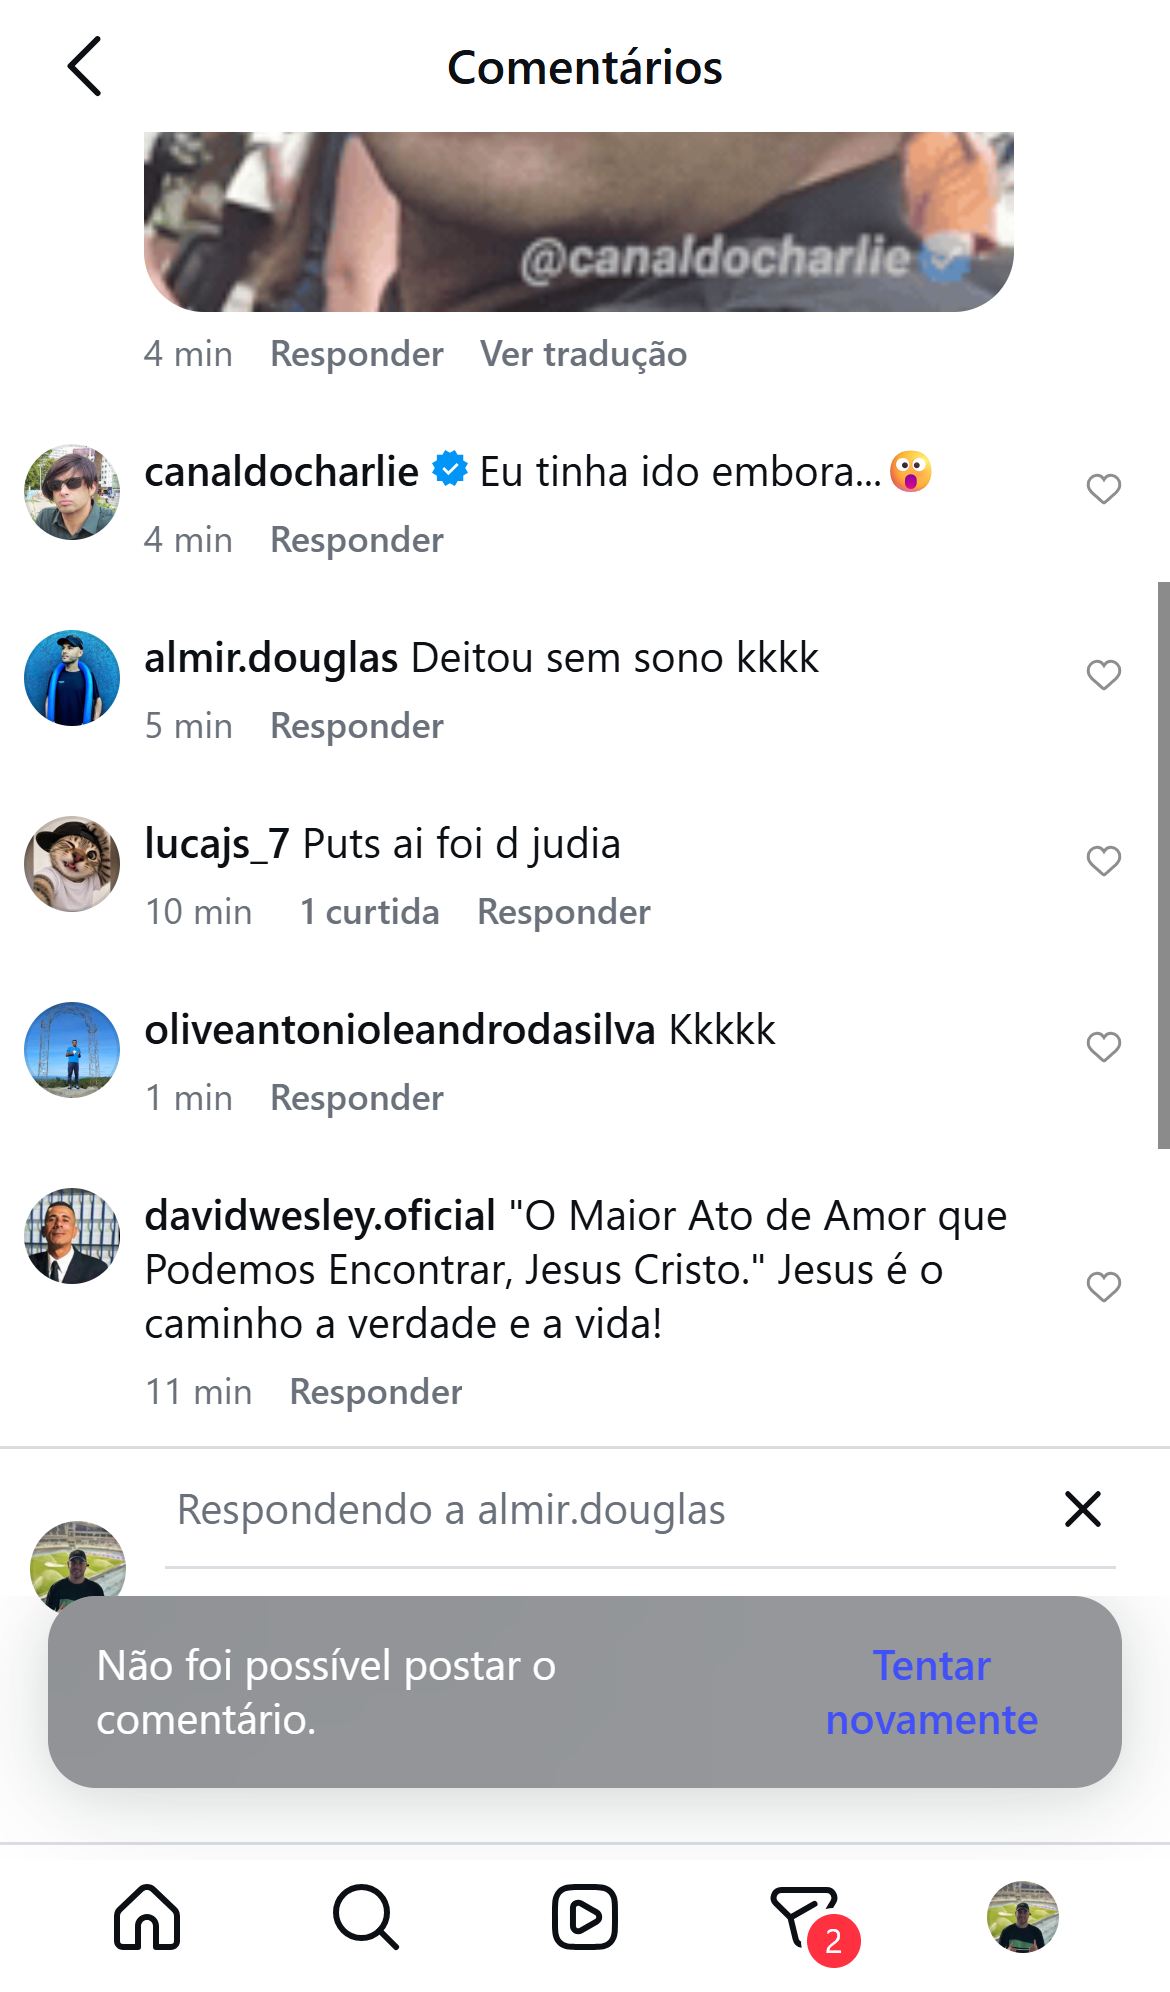 Comentários
@canaldocharlie
4 min Responder Ver tradução
canaldocharlie Eu tinha ido embora...😲
4 min Responder
almir.douglas Deitou sem sono kkkk
5 min Responder
lucajs_7 Puts ai foi d judia
10 min 1 curtida Responder
oliveantonioleandrodasilva Kkkkk
1 min Responder
davidwesley.oficial "O Maior Ato de Amor que
Podemos Encontrar, Jesus Cristo." Jesus é o
caminho a verdade e a vida!
11 min Responder
Respondendo a almir.douglas
Não foi possível postar o
comentário.
Tentar
novamente
2